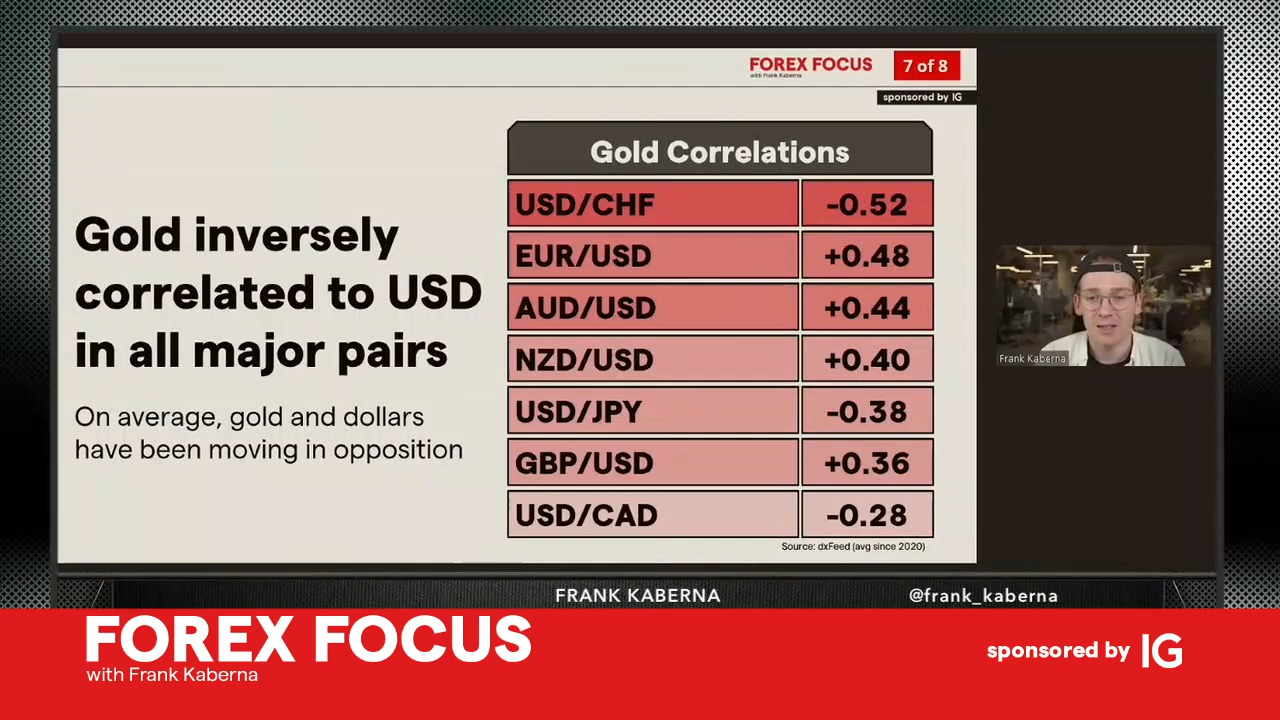 FOREX FOCUS
with Frank Kaberna
7 of 8
sponsored by IG
Gold inversely
correlated to USD
in all major pairs
On average, gold and dollars
have been moving in opposition
Gold Correlations
USD/CHF -0.52
EUR/USD +0.48
AUD/USD +0.44
NZD/USD +0.40
USD/JPY -0.38
GBP/USD +0.36
USD/CAD -0.28
Source: dxFeed (avg since 2020)
Frank Kaberna
FRANK KABERNA
@frank_kaberna
FOREX FOCUS
with Frank Kaberna
sponsored by IG